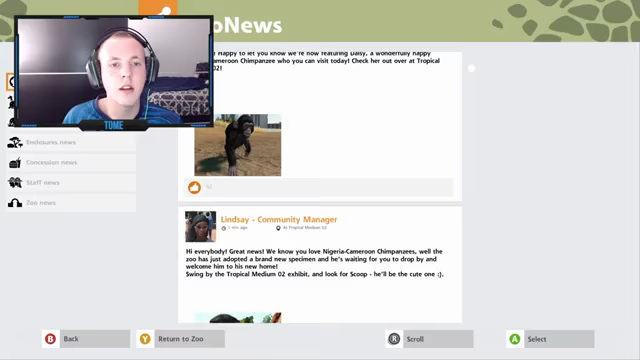 oNews
Happy to let you know we're now featuring Daisy, a wonderfully happy
Cameroon Chimpanzee who you can visit today! Check her out over at Tropical
02!
TOME
Enclosures news
Concession news
Staff news
Zoo news
Lindsay - Community Manager
1 min ago
At Tropical Medium 02
Hi everybody! Great news! We know you love Nigeria-Cameroon Chimpanzees, well the
zoo has just adopted a brand new specimen and he's waiting for you to drop by and
welcome him to his new home!
Swing by the Tropical Medium 02 exhibit, and look for Scoop - he'll be the cute one :).
B Back
Y Return to Zoo
R Scroll
A Select